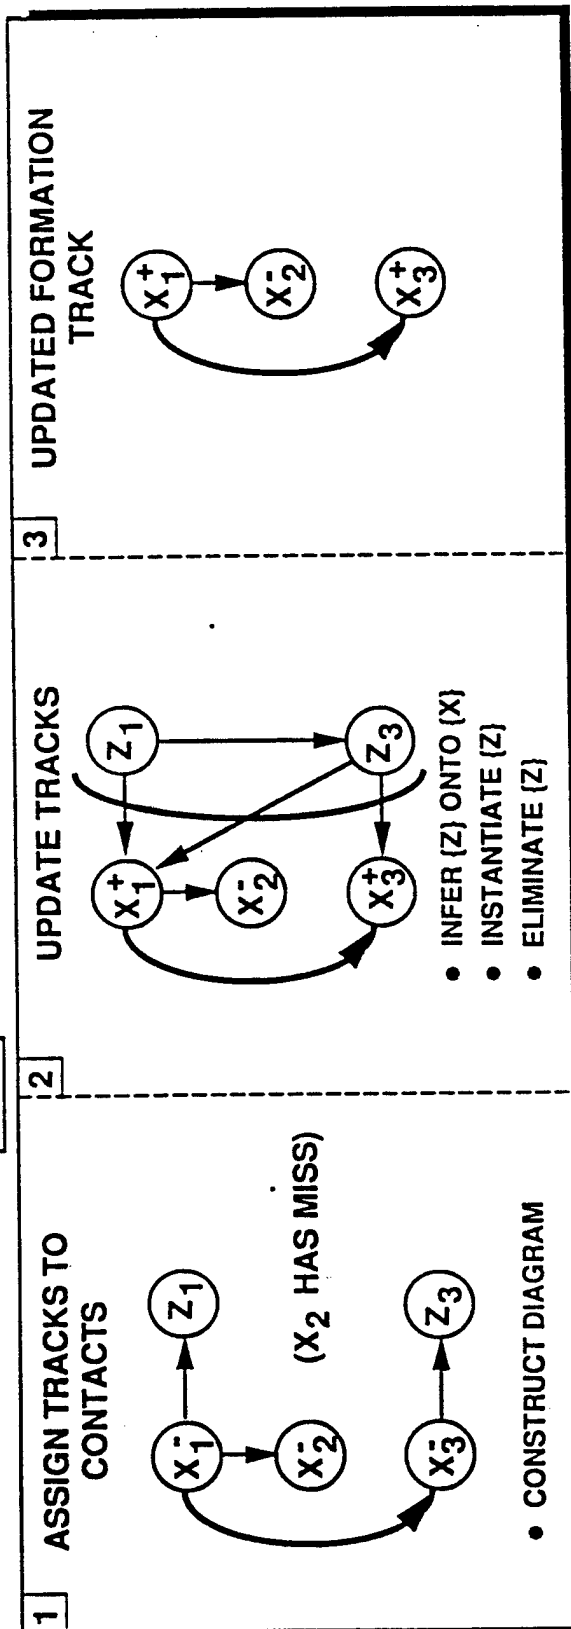 1
ASSIGN TRACKS TO
CONTACTS
X₁⁻
Z₁
X₂⁻
(X₂ HAS MISS)
X₃⁻
Z₃
• CONSTRUCT DIAGRAM
2
UPDATE TRACKS
X₁⁺
Z₁
X₂⁻
X₃⁺
Z₃
• INFER {Z} ONTO {X}
• INSTANTIATE {Z}
• ELIMINATE {Z}
3
UPDATED FORMATION
TRACK
X₁⁺
X₂⁻
X₃⁺